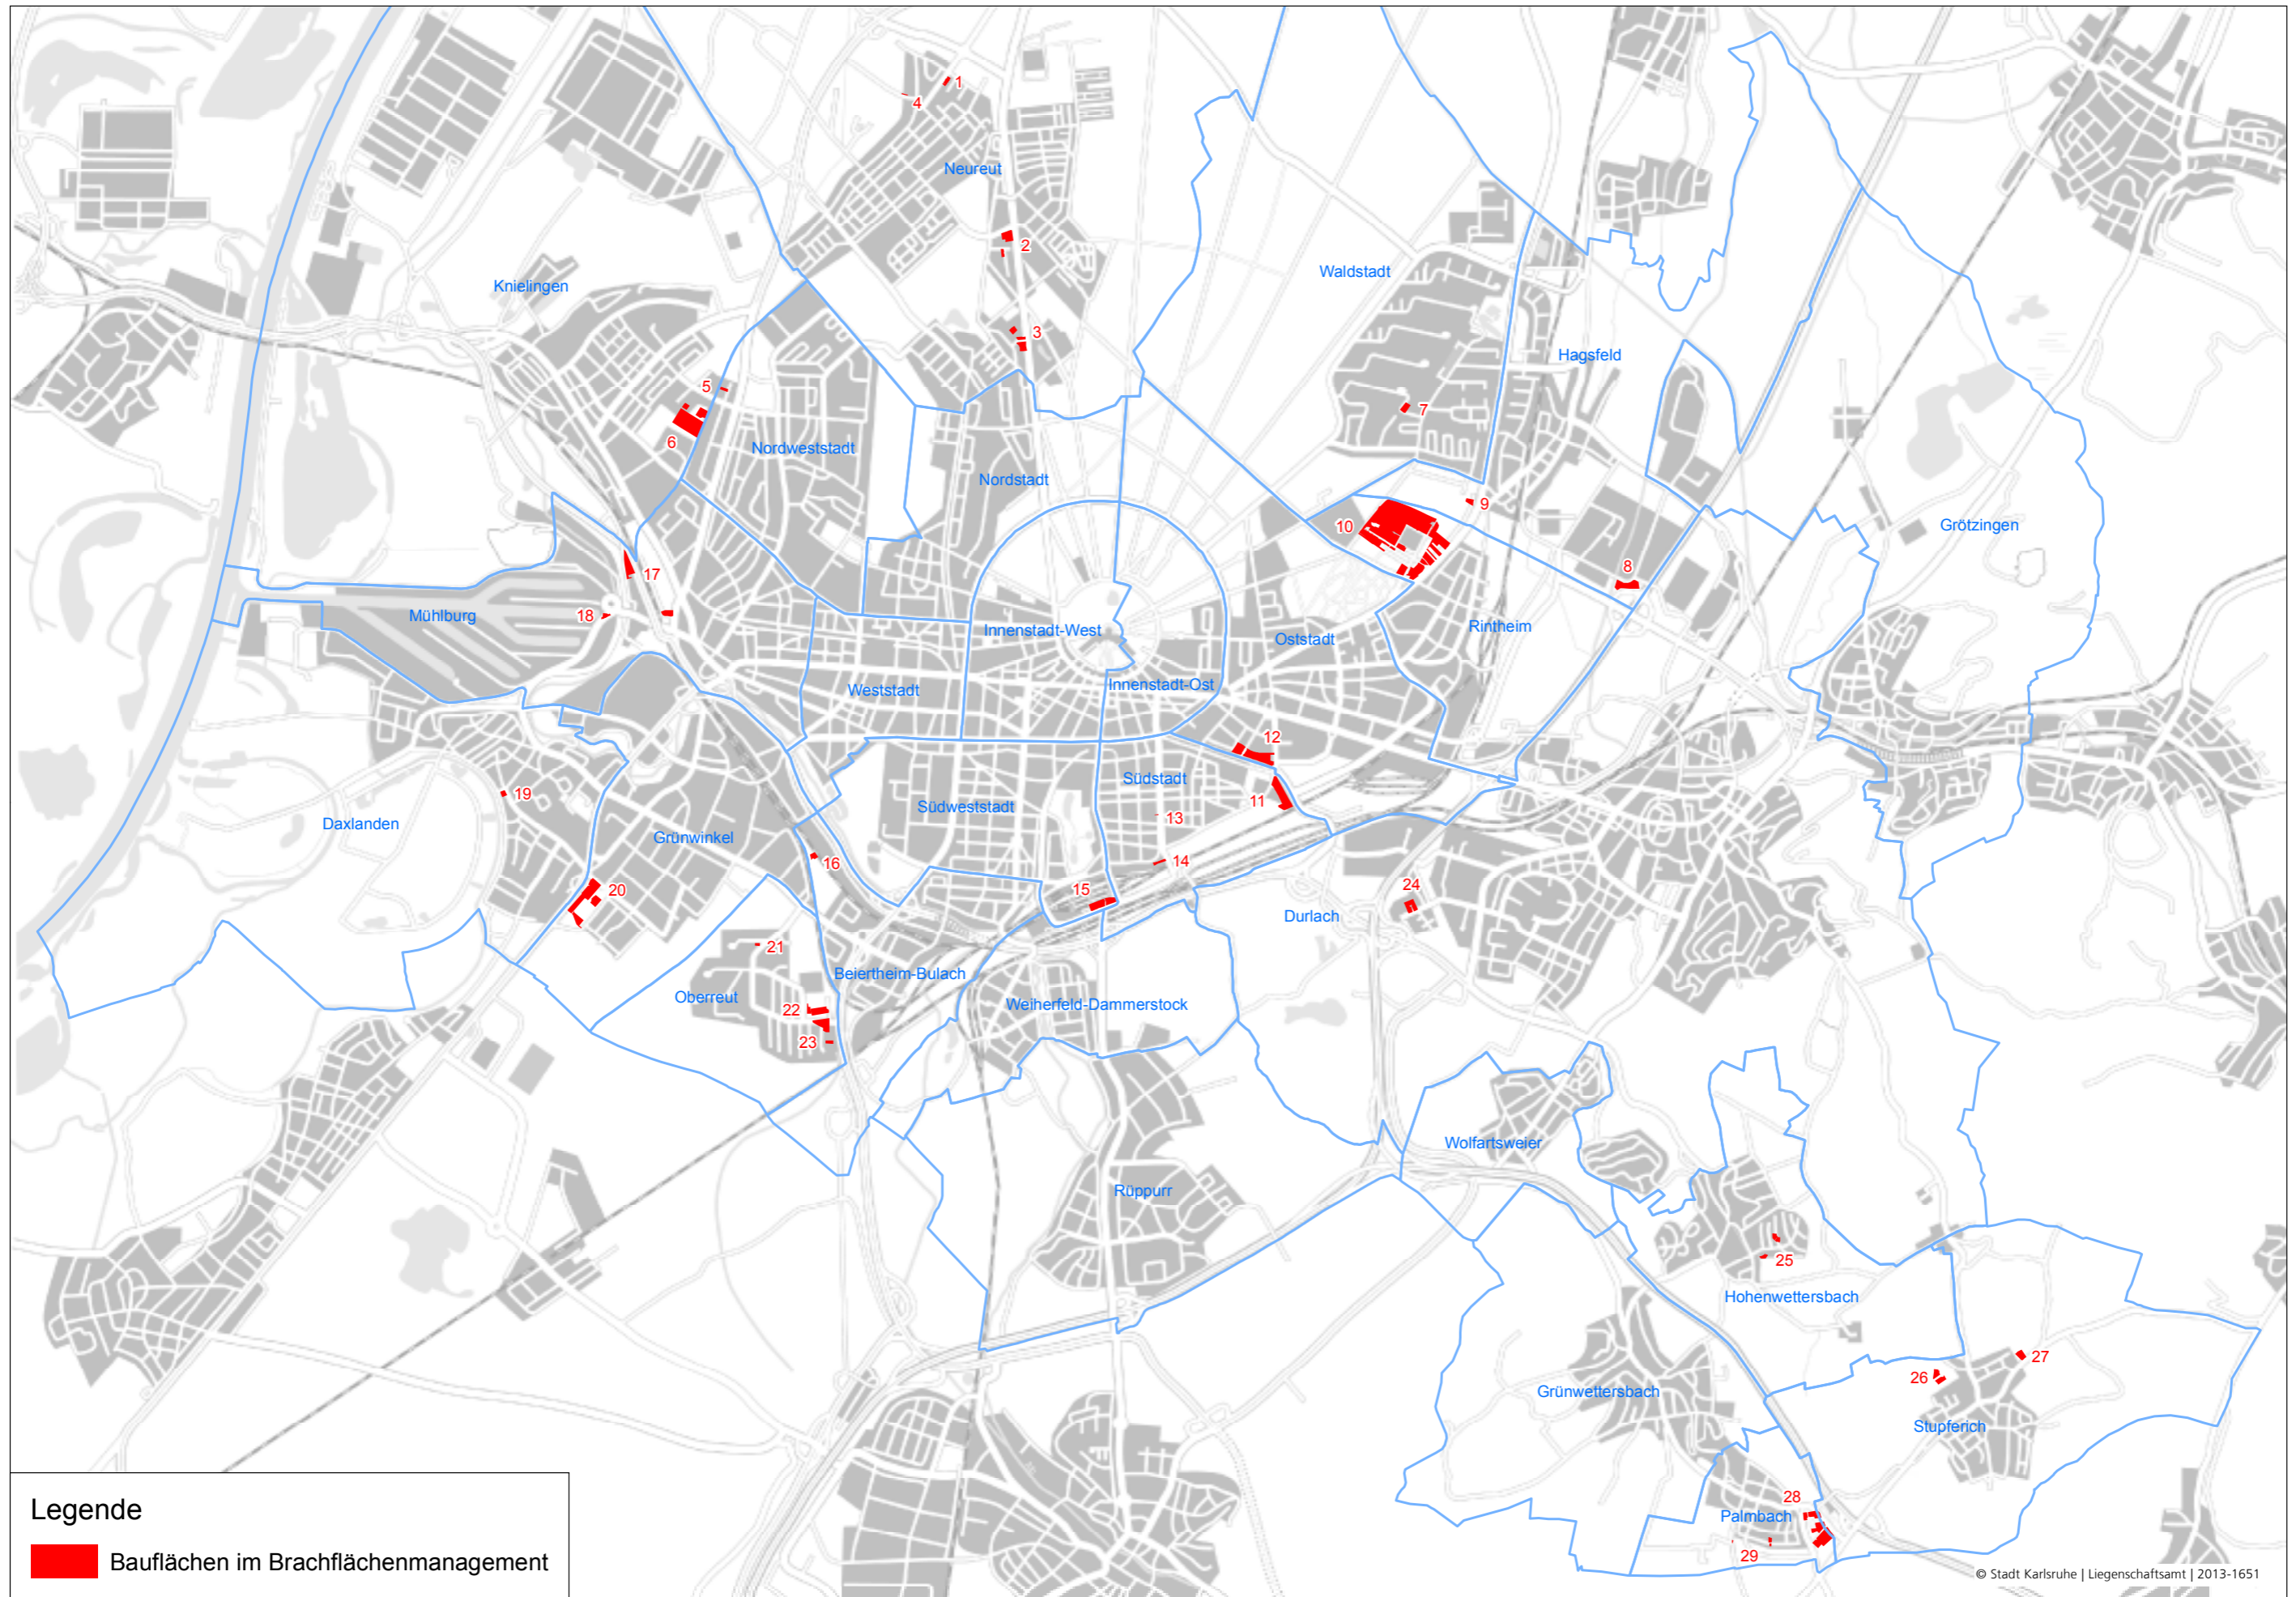 1
4
Neureut
2
Waldstadt
Knielingen
3
Hagsfeld
5
7
6
Nordweststadt
Nordstadt
9
10
Grötzingen
8
17
Mühlburg
18
Innenstadt-West
Rintheim
Oststadt
Innenstadt-Ost
Weststadt
12
Südstadt
19
11
Südweststadt
13
Daxlanden
Grünwinkel
16
14
20
15
24
Durlach
21
Beiertheim-Bulach
Oberreut
Weiherfeld-Dammerstock
22
23
Wolfartsweier
Rüppurr
25
Hohenwettersbach
27
26
Grünwettersbach
Stupferich
28
Palmbach
29
Legende
Bauflächen im Brachflächenmanagement
© Stadt Karlsruhe | Liegenschaftsamt | 2013-1651